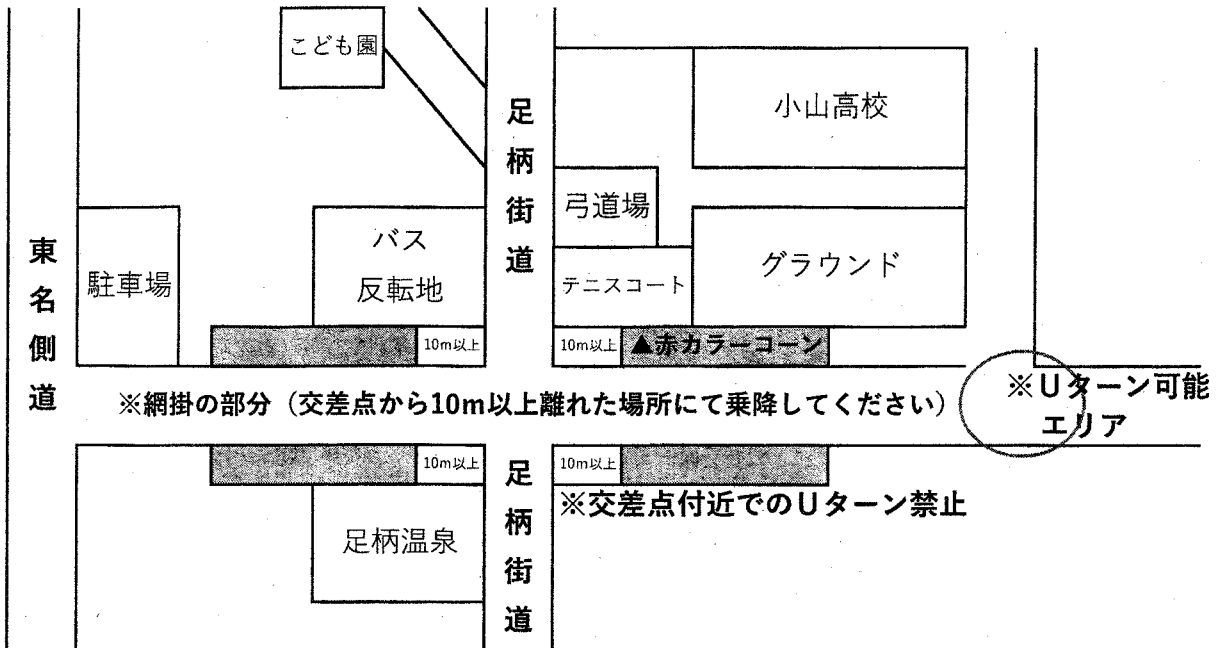 こども園
足柄街道
小山高校
弓道場
東名側道
駐車場
バス
反転地
テニスコート
グラウンド
10m以上
10m以上
▲赤カラーコーン
※網掛の部分（交差点から10m以上離れた場所にて乗降してください）
※Uターン可能
エリア
10m以上
10m以上
足柄街道
※交差点付近でのUターン禁止
足柄温泉